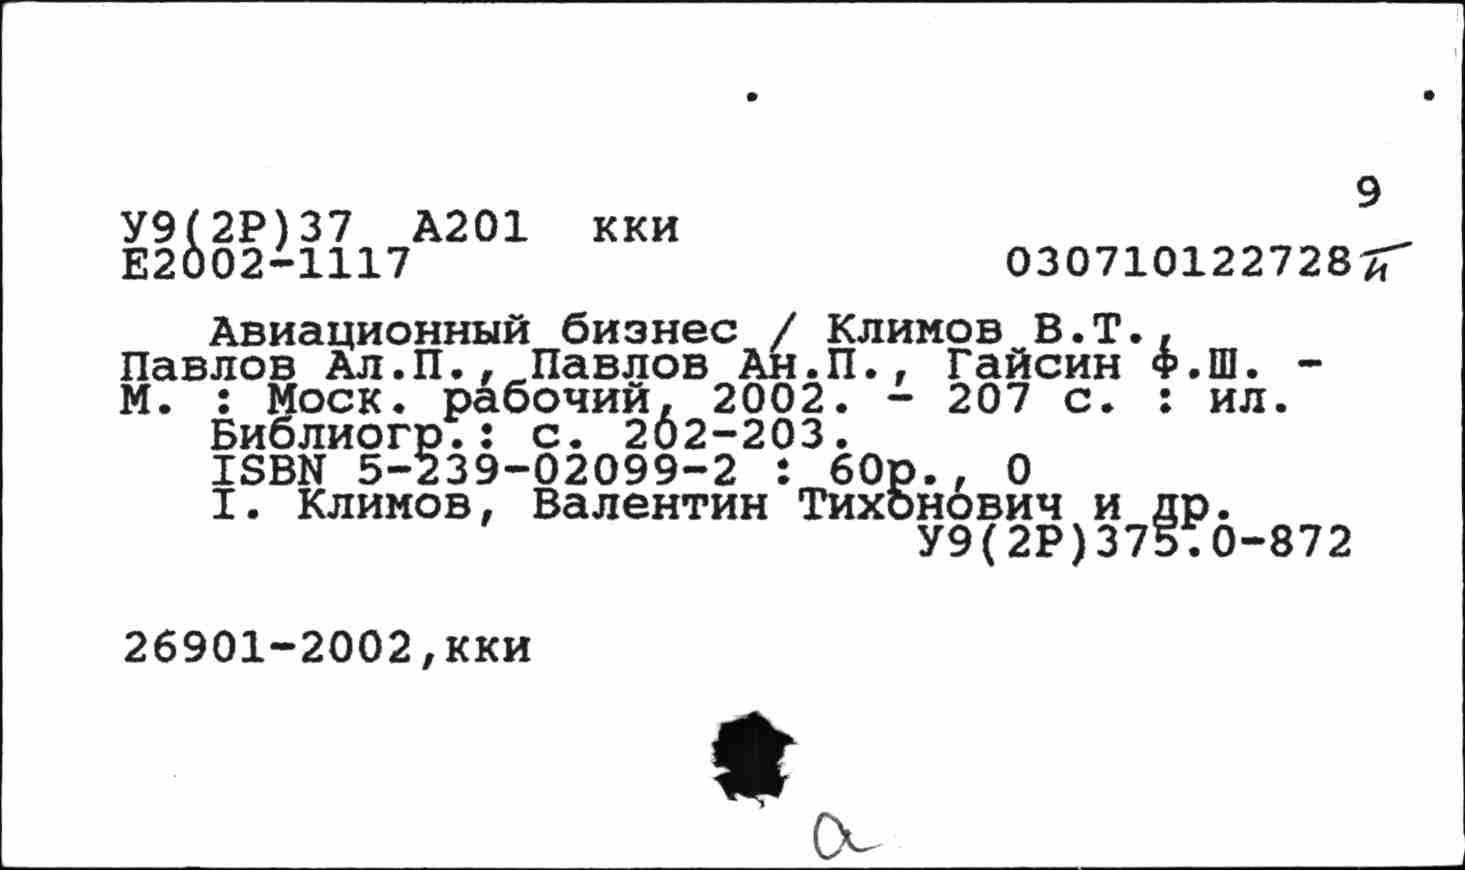 9
У9(2Р)37 А201 кки
Е2002-1117 030710122728 и
Авиационный бизнес / Климов В.Т.,
Павлов Ал.П., Павлов Ан.П., Гайсин Ф.Ш. -
М. : Моск. рабочий, 2002. - 207 с. : ил.
Библиогр.: с. 202-203.
ISBN 5-239-02099-2 : 60р., 0
I. Климов, Валентин Тихонович и др.
У9(2Р)375.0-872
26901-2002,кки
а